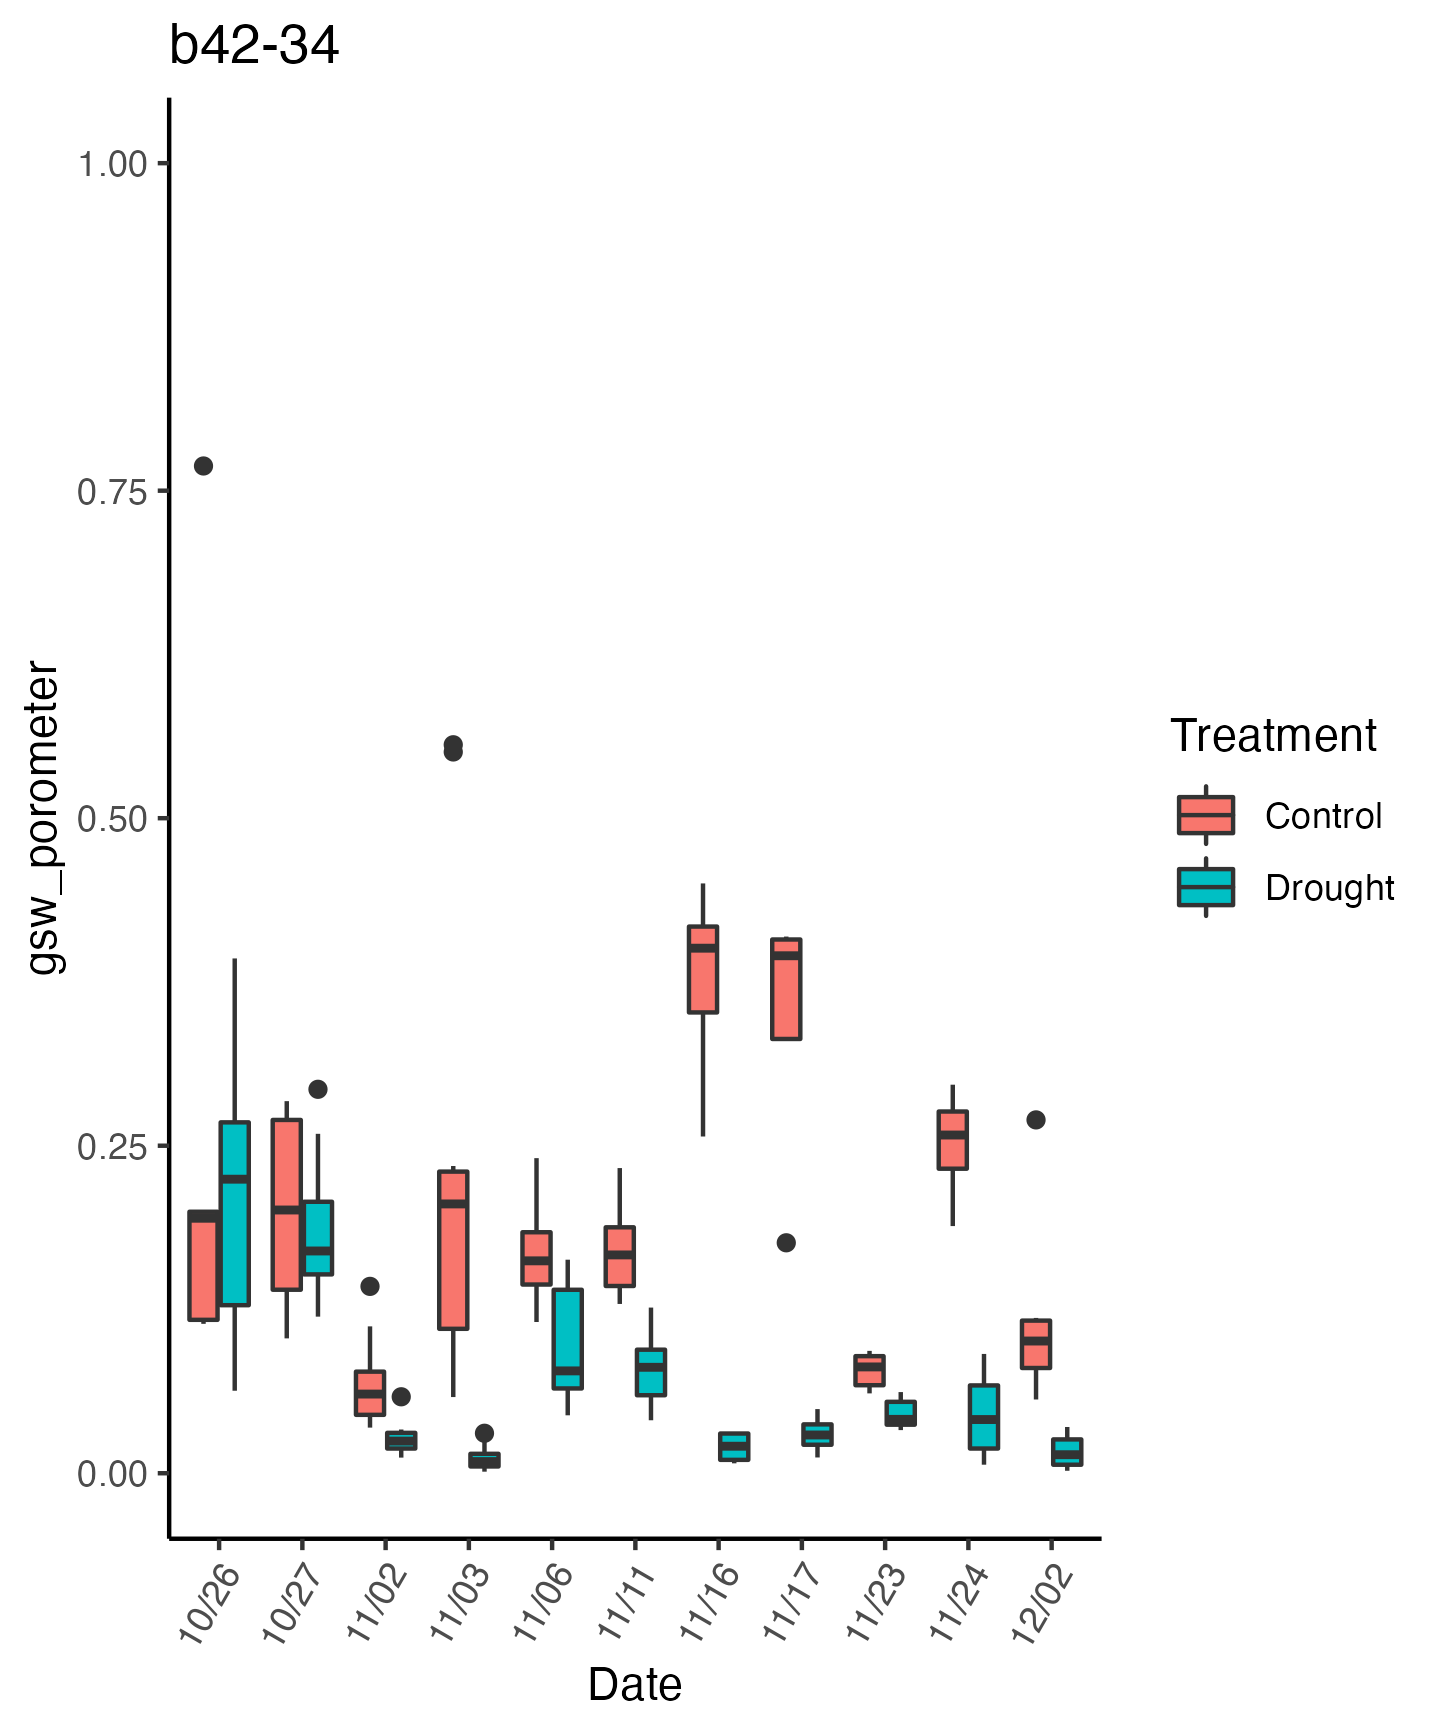 b42-34
gsw_porometer
1.00
0.75
0.50
0.25
0.00
10/26
10/27
11/02
11/03
11/06
11/11
11/16
11/17
11/23
11/24
12/02
Date
Treatment
Control
Drought